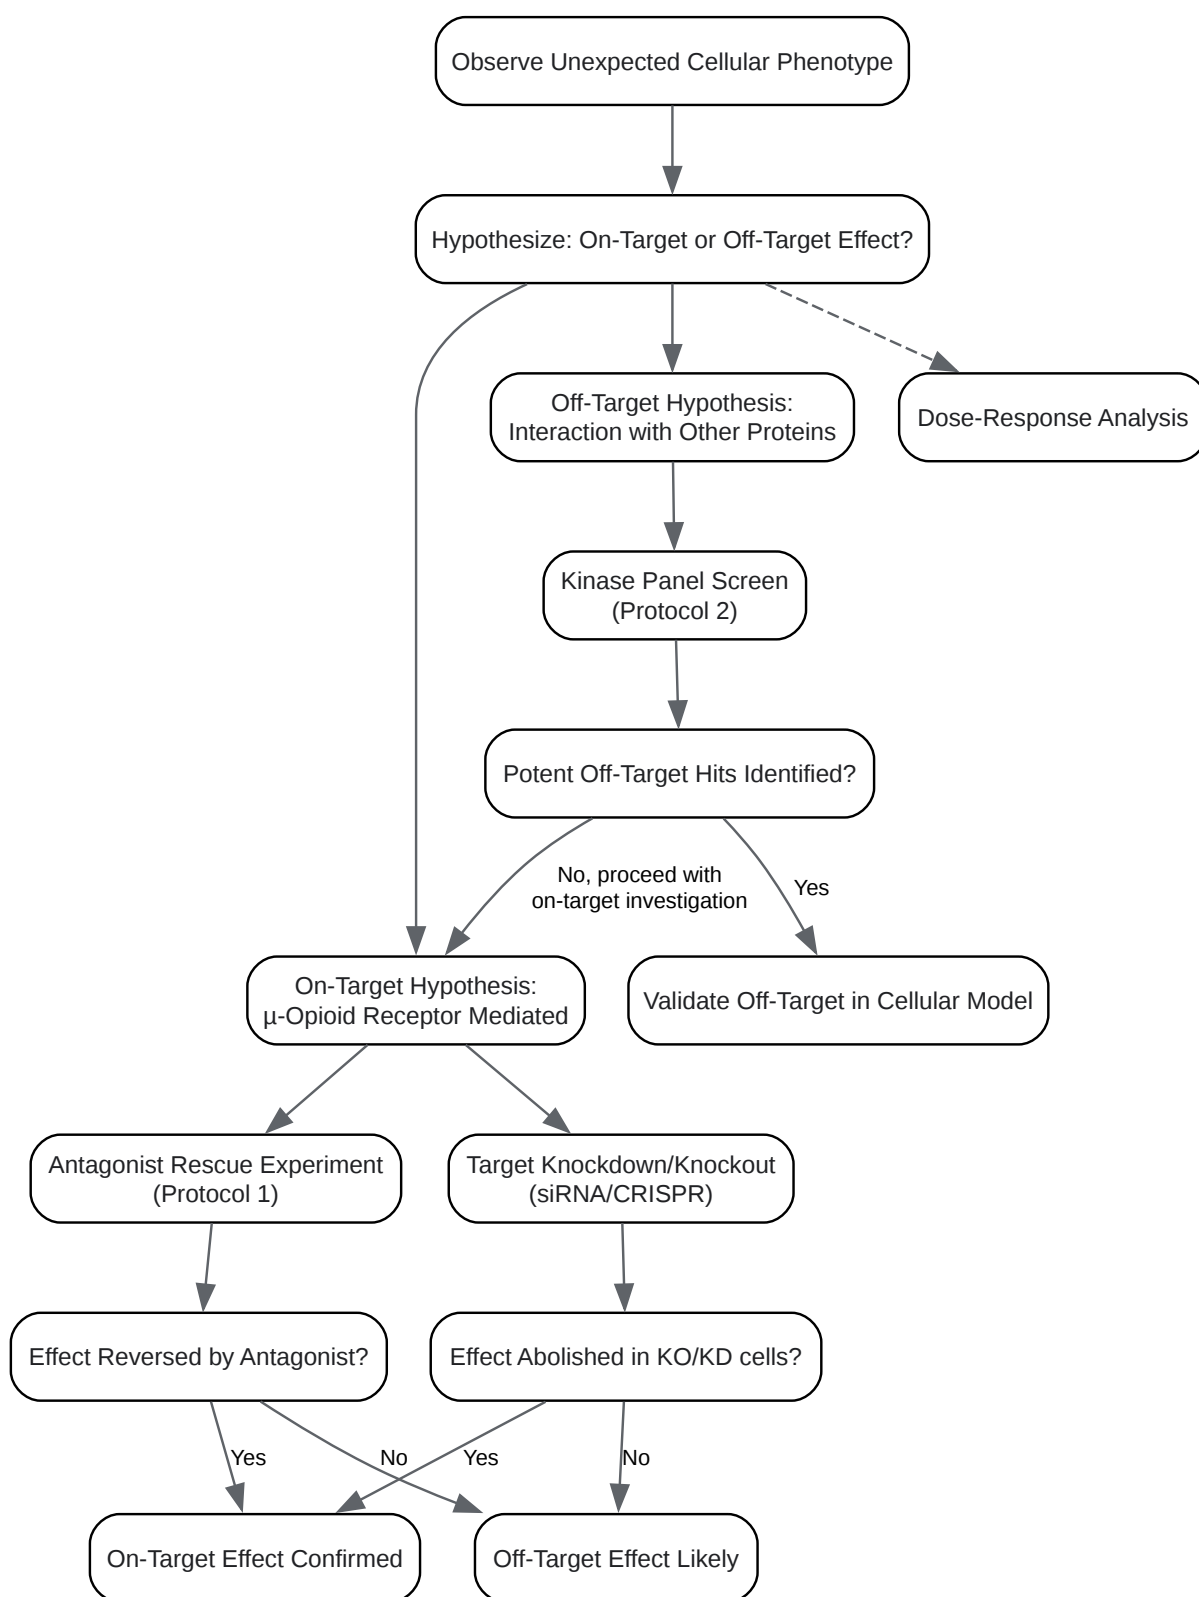 Observe Unexpected Cellular Phenotype
Hypothesize: On-Target or Off-Target Effect?
Off-Target Hypothesis:
Interaction with Other Proteins
Dose-Response Analysis
Kinase Panel Screen
(Protocol 2)
Potent Off-Target Hits Identified?
No, proceed with
on-target investigation
Yes
On-Target Hypothesis:
µ-Opioid Receptor Mediated
Validate Off-Target in Cellular Model
Antagonist Rescue Experiment
(Protocol 1)
Target Knockdown/Knockout
(siRNA/CRISPR)
Effect Reversed by Antagonist?
Effect Abolished in KO/KD cells?
Yes
No
Yes
No
On-Target Effect Confirmed
Off-Target Effect Likely